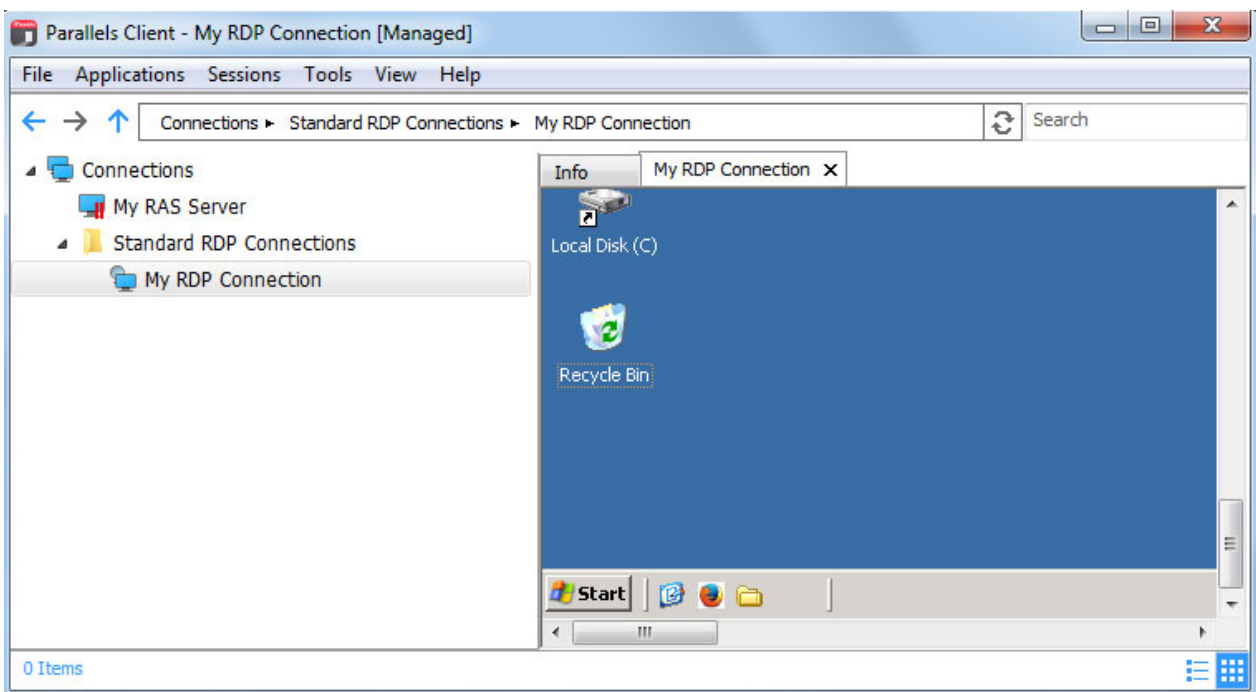 Parallels Client - My RDP Connection [Managed]
File Applications Sessions Tools View Help
Connections Standard RDP Connections My RDP Connection
Search
Connections
My RAS Server
Standard RDP Connections
My RDP Connection
Info
My RDP Connection
Local Disk (C)
Recycle Bin
Start
0 Items